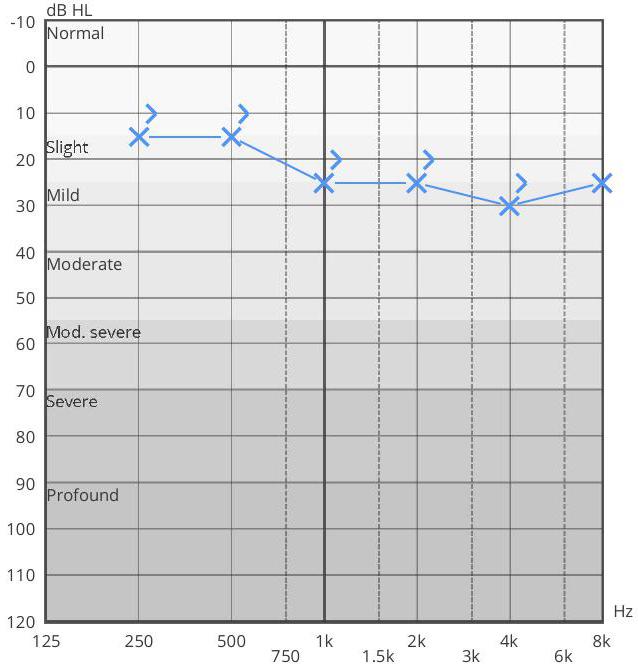 dB HL
-10
Normal
0
10
Slight
20
Mild
30
40
Moderate
50
Mod. severe
60
70
Severe
80
90
Profound
100
110
120
Hz
125 250 500 1k 2k 4k 8k
750 1.5k 3k 6k